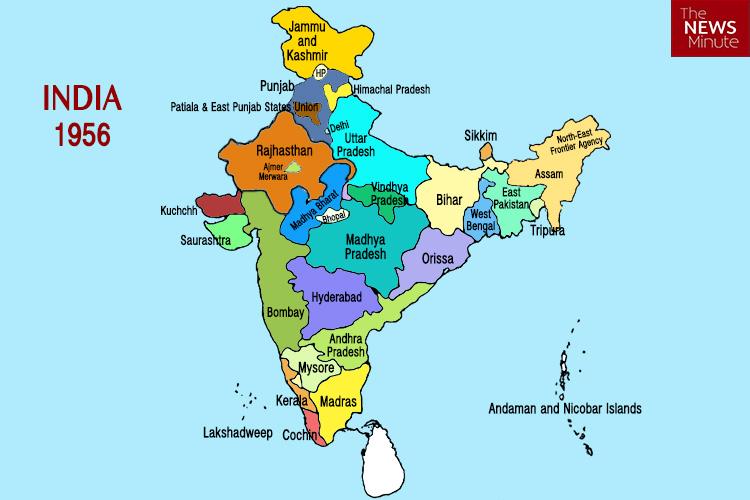 The
NEWS
Minute
INDIA
1956
Jammu
and
Kashmir
HP
Punjab
Himachal Pradesh
Patiala & East Punjab States Union
Delhi
Uttar
Pradesh
Rajhasthan
Ajmer
Merwara
Sikkim
North-East
Frontier Agency
Assam
Kuchchh
Saurashtra
Madhya Bharat
Bhopal
Vindhya
Pradesh
Bihar
East
Pakistan
West
Bengal
Tripura
Madhya
Pradesh
Orissa
Bombay
Hyderabad
Andhra
Pradesh
Mysore
Kerala
Madras
Lakshadweep
Cochin
Andaman and Nicobar Islands